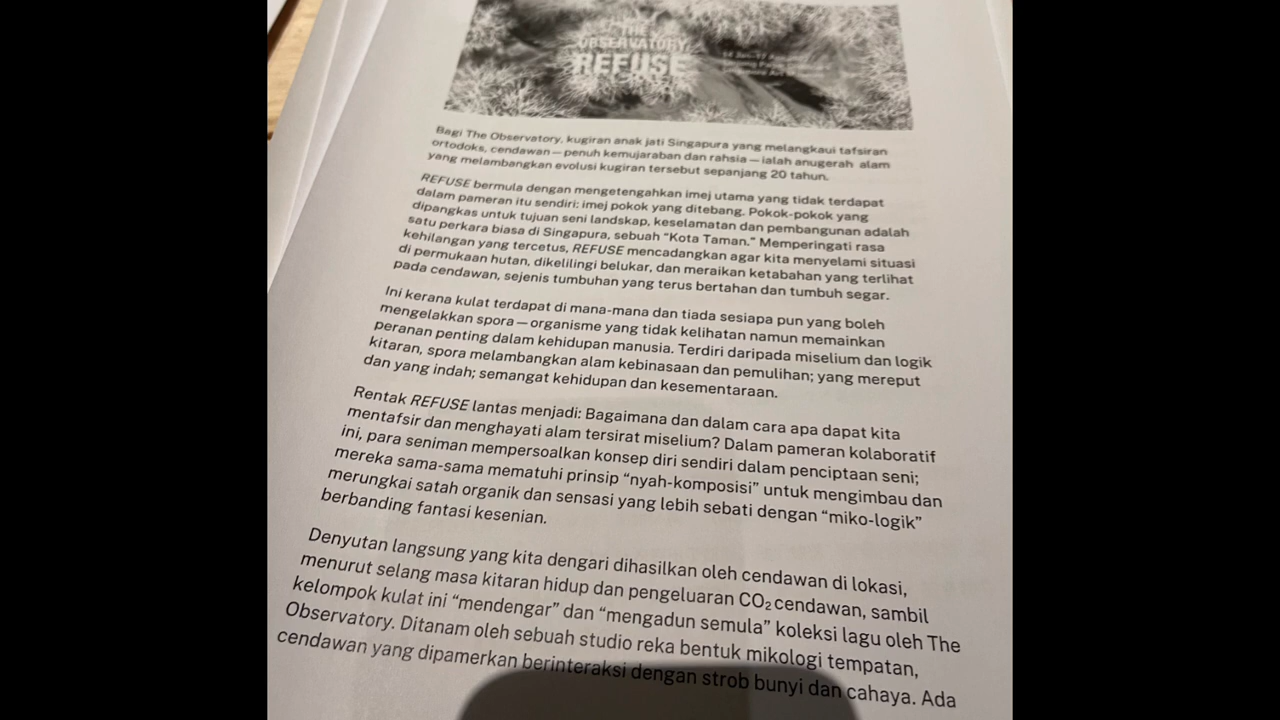 THE
OBSERVATORY,
REFUSE
Bagi The Observatory, kugiran anak jati Singapura yang melangkaui tafsiran
ortodoks, cendawan — penuh kemujaraban dan rahsia — ialah anugerah alam
yang melambangkan evolusi kugiran tersebut sepanjang 20 tahun.
REFUSE bermula dengan mengetengahkan imej utama yang tidak terdapat
dalam pameran itu sendiri: imej pokok yang ditebang. Pokok-pokok yang
dipangkas untuk tujuan seni landskap, keselamatan dan pembangunan adalah
satu perkara biasa di Singapura, sebuah “Kota Taman.” Memperingati rasa
kehilangan yang tercetus, REFUSE mencadangkan agar kita menyelami situasi
di permukaan hutan, dikelilingi belukar, dan meraikan ketabahan yang terlihat
pada cendawan, sejenis tumbuhan yang terus bertahan dan tumbuh segar.
Ini kerana kulat terdapat di mana-mana dan tiada sesiapa pun yang boleh
mengelakkan spora — organisme yang tidak kelihatan namun memainkan
peranan penting dalam kehidupan manusia. Terdiri daripada miselium dan logik
kitaran, spora melambangkan alam kebinasaan dan pemulihan; yang mereput
dan yang indah; semangat kehidupan dan kesementaraan.
Rentak REFUSE lantas menjadi: Bagaimana dan dalam cara apa dapat kita
mentafsir dan menghayati alam tersirat miselium? Dalam pameran kolaboratif
ini, para seniman mempersoalkan konsep diri sendiri dalam penciptaan seni;
mereka sama-sama mematuhi prinsip “nyah-komposisi” untuk mengimbau dan
merungkai satah organik dan sensasi yang lebih sebati dengan “miko-logik”
berbanding fantasi kesenian.
Denyutan langsung yang kita dengari dihasilkan oleh cendawan di lokasi,
menurut selang masa kitaran hidup dan pengeluaran CO₂ cendawan, sambil
kelompok kulat ini “mendengar” dan “mengadun semula” koleksi lagu oleh The
Observatory. Ditanam oleh sebuah studio reka bentuk mikologi tempatan,
cendawan yang dipamerkan berinteraksi dengan strob bunyi dan cahaya. Ada